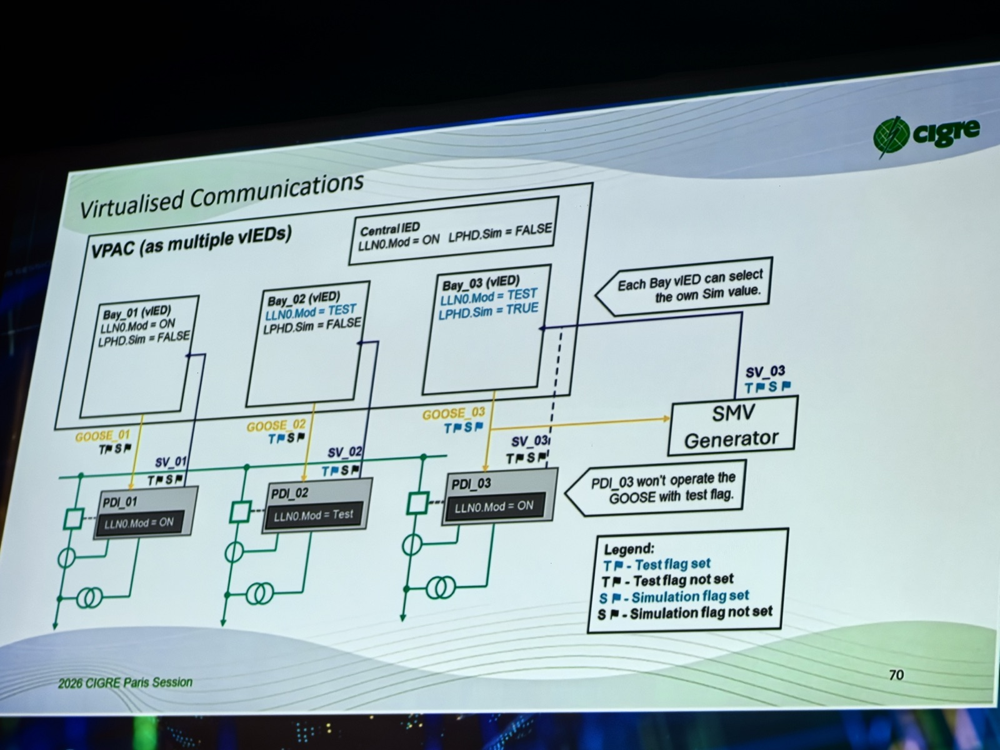 cigre
Virtualised Communications
VPAC (as multiple vIEDs)
Central IED
LLN0.Mod = ON LPHD.Sim = FALSE
Bay_01 (vIED)
LLN0.Mod = ON
LPHD.Sim = FALSE
Bay_02 (vIED)
LLN0.Mod = TEST
LPHD.Sim = FALSE
Bay_03 (vIED)
LLN0.Mod = TEST
LPHD.Sim = TRUE
Each Bay vIED can select
the own Sim value.
SV_03
T S
SMV
Generator
GOOSE_01
T S
SV_01
T S
GOOSE_02
T S
SV_02
T S
GOOSE_03
T S
SV_03
T S
PDI_01
LLN0.Mod = ON
PDI_02
LLN0.Mod = Test
PDI_03
LLN0.Mod = ON
PDI_03 won't operate the
GOOSE with test flag.
Legend:
T - Test flag set
T - Test flag not set
S - Simulation flag set
S - Simulation flag not set
2026 CIGRE Paris Session
70